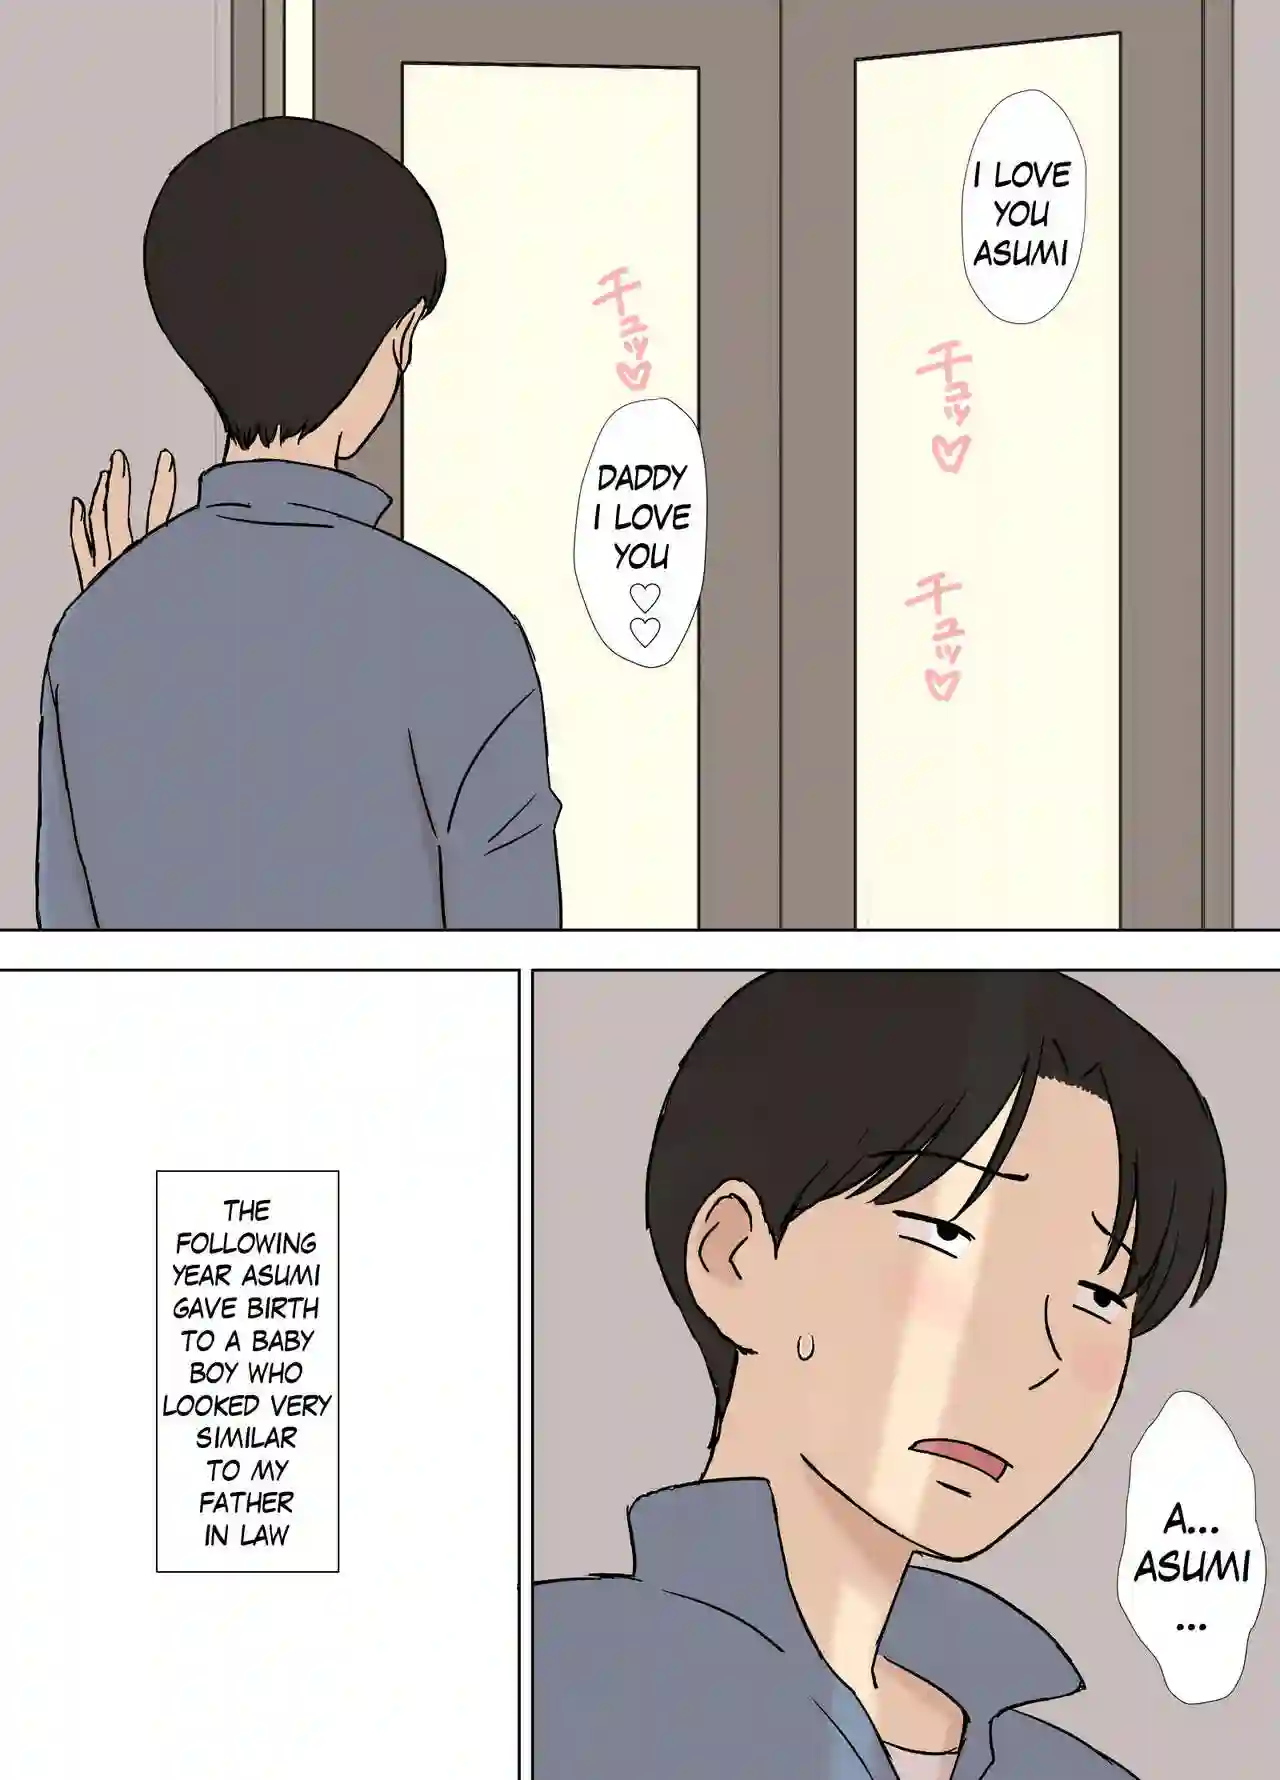 I LOVE
YOU
ASUMI
チュッ♡
チュッ♡
DADDY
I LOVE
YOU
♡
♡
チュッ♡
A...
ASUMI
...
THE
FOLLOWING
YEAR ASUMI
GAVE BIRTH
TO A BABY
BOY WHO
LOOKED VERY
SIMILAR
TO MY
FATHER
IN LAW